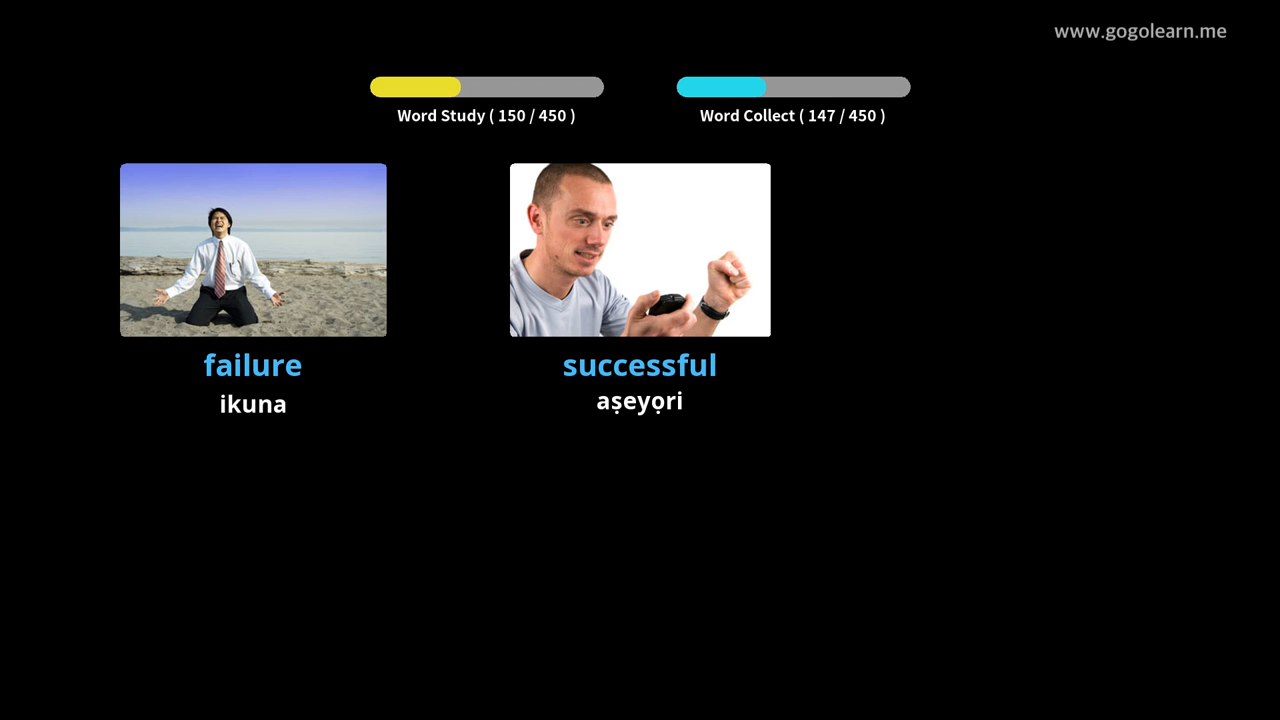 www.gogolearn.me
Word Study ( 150 / 450 )
Word Collect ( 147 / 450 )
failure
ikuna
successful
aṣeyọri